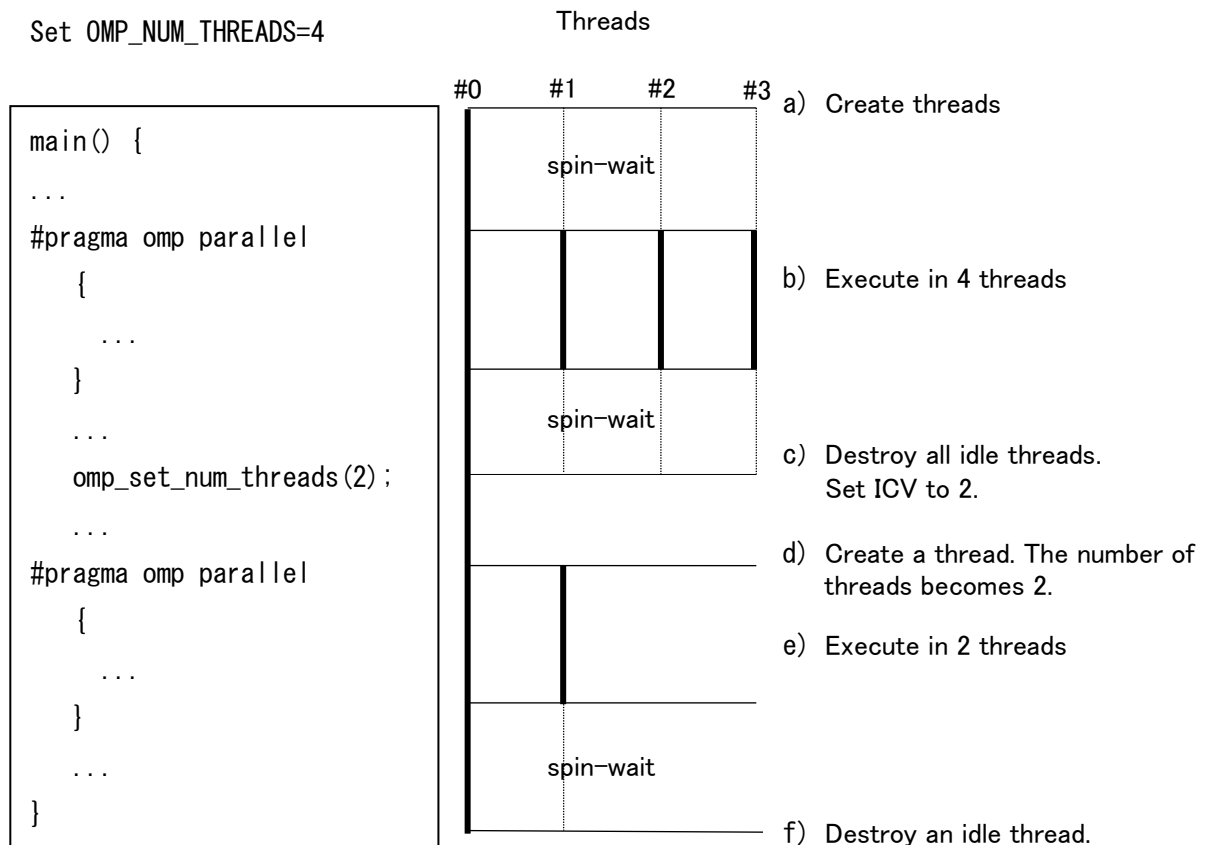 Set OMP_NUM_THREADS=4
Threads
#0 #1 #2 #3
main() {
...
#pragma omp parallel
{
...
}
...
omp_set_num_threads(2);
...
#pragma omp parallel
{
...
}
...
}
spin-wait
spin-wait
spin-wait
a) Create threads
b) Execute in 4 threads
c) Destroy all idle threads.
Set ICV to 2.
d) Create a thread. The number of
threads becomes 2.
e) Execute in 2 threads
f) Destroy an idle thread.